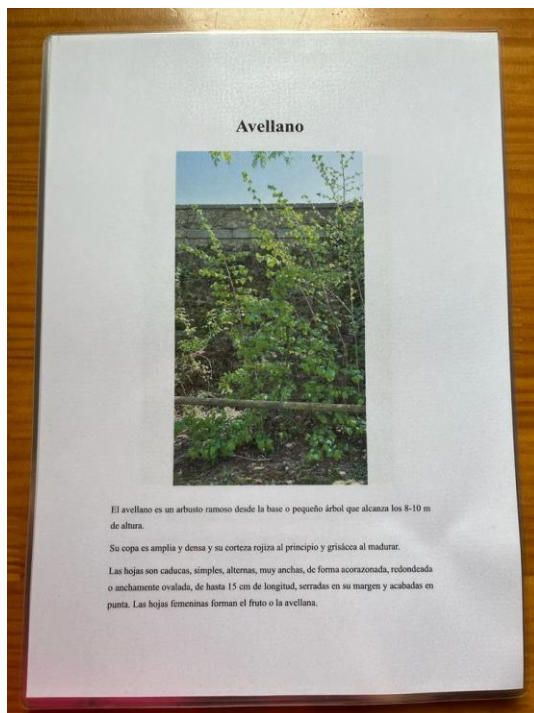 Avellano
El avellano es un arbusto ramoso desde la base o pequeño árbol que alcanza los 8-10 m
de altura.
Su copa es amplia y densa y su corteza rojiza al principio y grisácea al madurar.
Las hojas son caducas, simples, alternas, muy anchas, de forma acorazonada, redondeada
o anchamente ovalada, de hasta 15 cm de longitud, serradas en su margen y acabadas en
punta. Las hojas femeninas forman el fruto o la avellana.